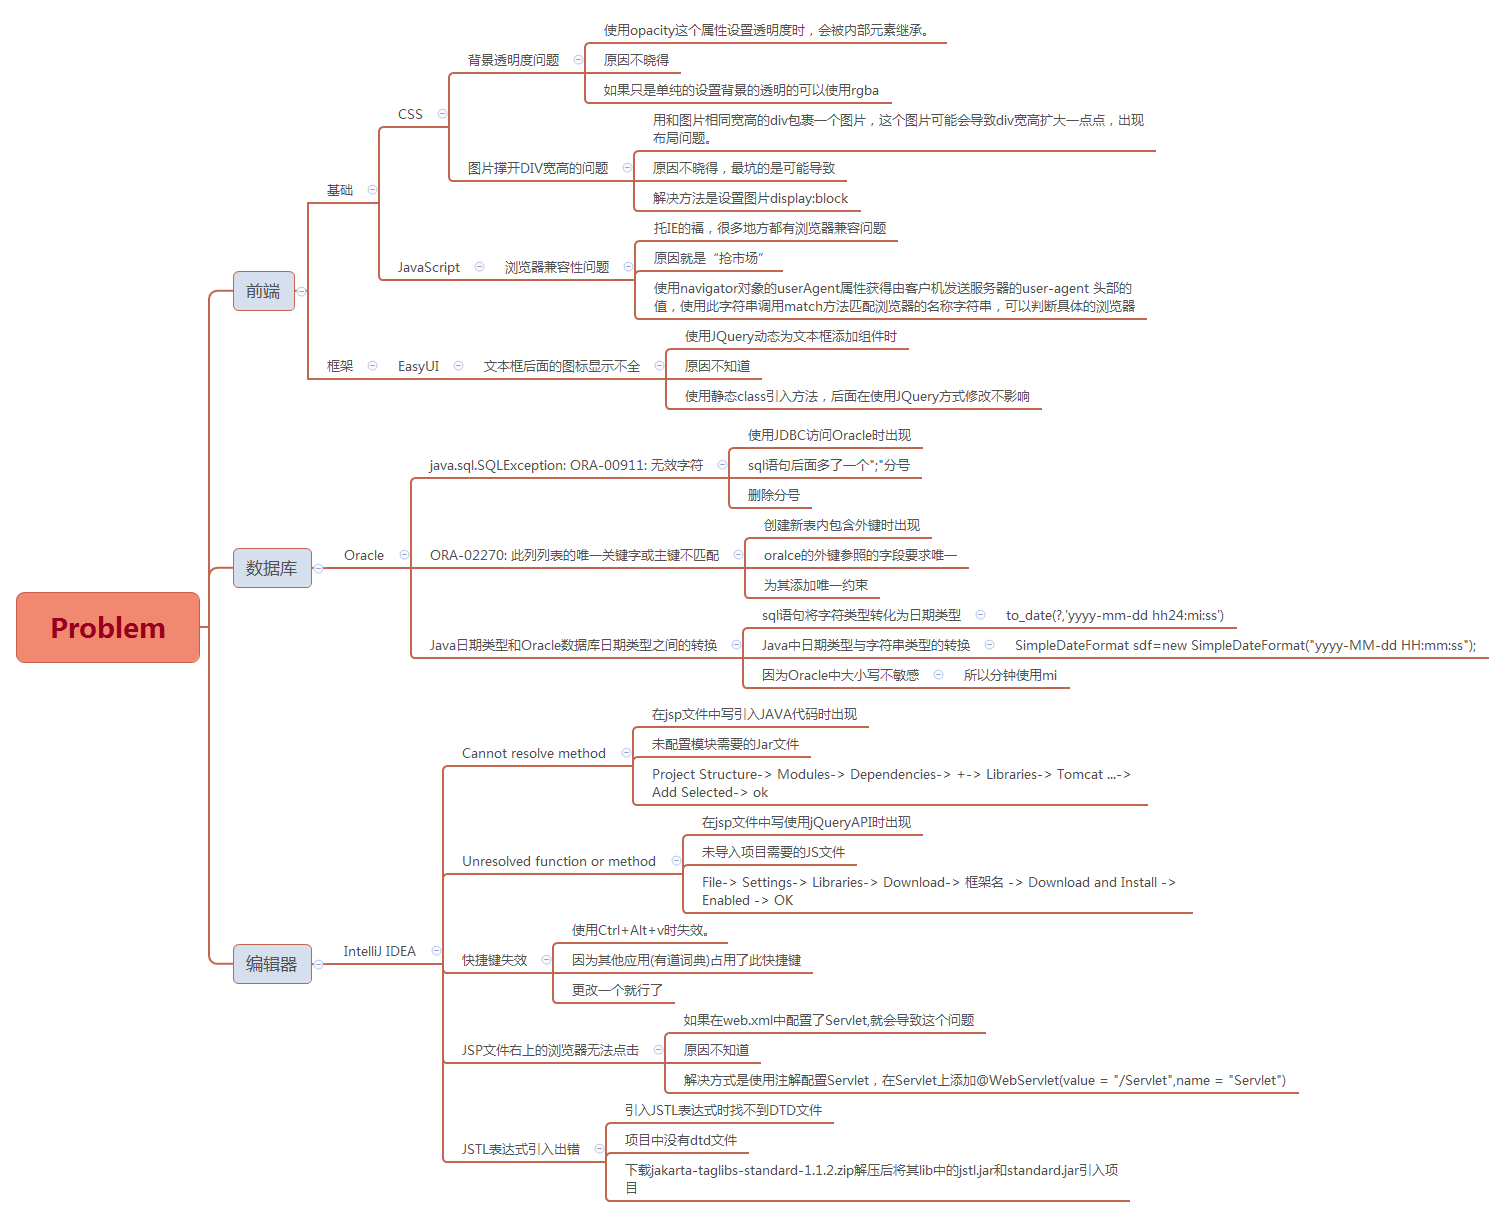 Problem
前端
基础
CSS
背景透明度问题
使用opacity这个属性设置透明度时，会被内部元素继承。
原因不晓得
如果只是单纯的设置背景的透明的可以使用rgba
图片撑开DIV宽高的问题
用和图片相同宽高的div包裹一个图片，这个图片可能会导致div宽高扩大一点点，出现
布局问题。
原因不晓得，最坑的是可能导致
解决方法是设置图片display:block
JavaScript
浏览器兼容性问题
托IE的福，很多地方都有浏览器兼容问题
原因就是“抢市场”
使用navigator对象的userAgent属性获得由客户机发送服务器的user-agent 头部的
值，使用此字符串调用match方法匹配浏览器的名称字符串，可以判断具体的浏览器
框架
EasyUI
文本框后面的图标显示不全
使用JQuery动态为文本框添加组件时
原因不知道
使用静态class引入方法，后面在使用JQuery方式修改不影响
数据库
Oracle
java.sql.SQLException: ORA-00911: 无效字符
使用JDBC访问Oracle时出现
sql语句后面多了一个";"分号
删除分号
ORA-02270: 此列列表的唯一关键字或主键不匹配
创建新表内包含外键时出现
oralce的外键参照的字段要求唯一
为其添加唯一约束
Java日期类型和Oracle数据库日期类型之间的转换
sql语句将字符类型转化为日期类型
to_date(?,'yyyy-mm-dd hh24:mi:ss')
Java中日期类型与字符串类型的转换
SimpleDateFormat sdf=new SimpleDateFormat("yyyy-MM-dd HH:mm:ss");
因为Oracle中大小写不敏感
所以分钟使用mi
编辑器
IntelliJ IDEA
Cannot resolve method
在jsp文件中写引入JAVA代码时出现
未配置模块需要的Jar文件
Project Structure-> Modules-> Dependencies-> +-> Libraries-> Tomcat ...->
Add Selected-> ok
Unresolved function or method
在jsp文件中写使用jQueryAPI时出现
未导入项目需要的JS文件
File-> Settings-> Libraries-> Download-> 框架名 -> Download and Install ->
Enabled -> OK
快捷键失效
使用Ctrl+Alt+v时失效。
因为其他应用(有道词典)占用了此快捷键
更改一个就行了
JSP文件右上的浏览器无法点击
如果在web.xml中配置了Servlet,就会导致这个问题
原因不知道
解决方式是使用注解配置Servlet，在Servlet上添加@WebServlet(value = "/Servlet",name = "Servlet")
JSTL表达式引入出错
引入JSTL表达式时找不到DTD文件
项目中没有dtd文件
下载jakarta-taglibs-standard-1.1.2.zip解压后将其lib中的jstl.jar和standard.jar引入项
目